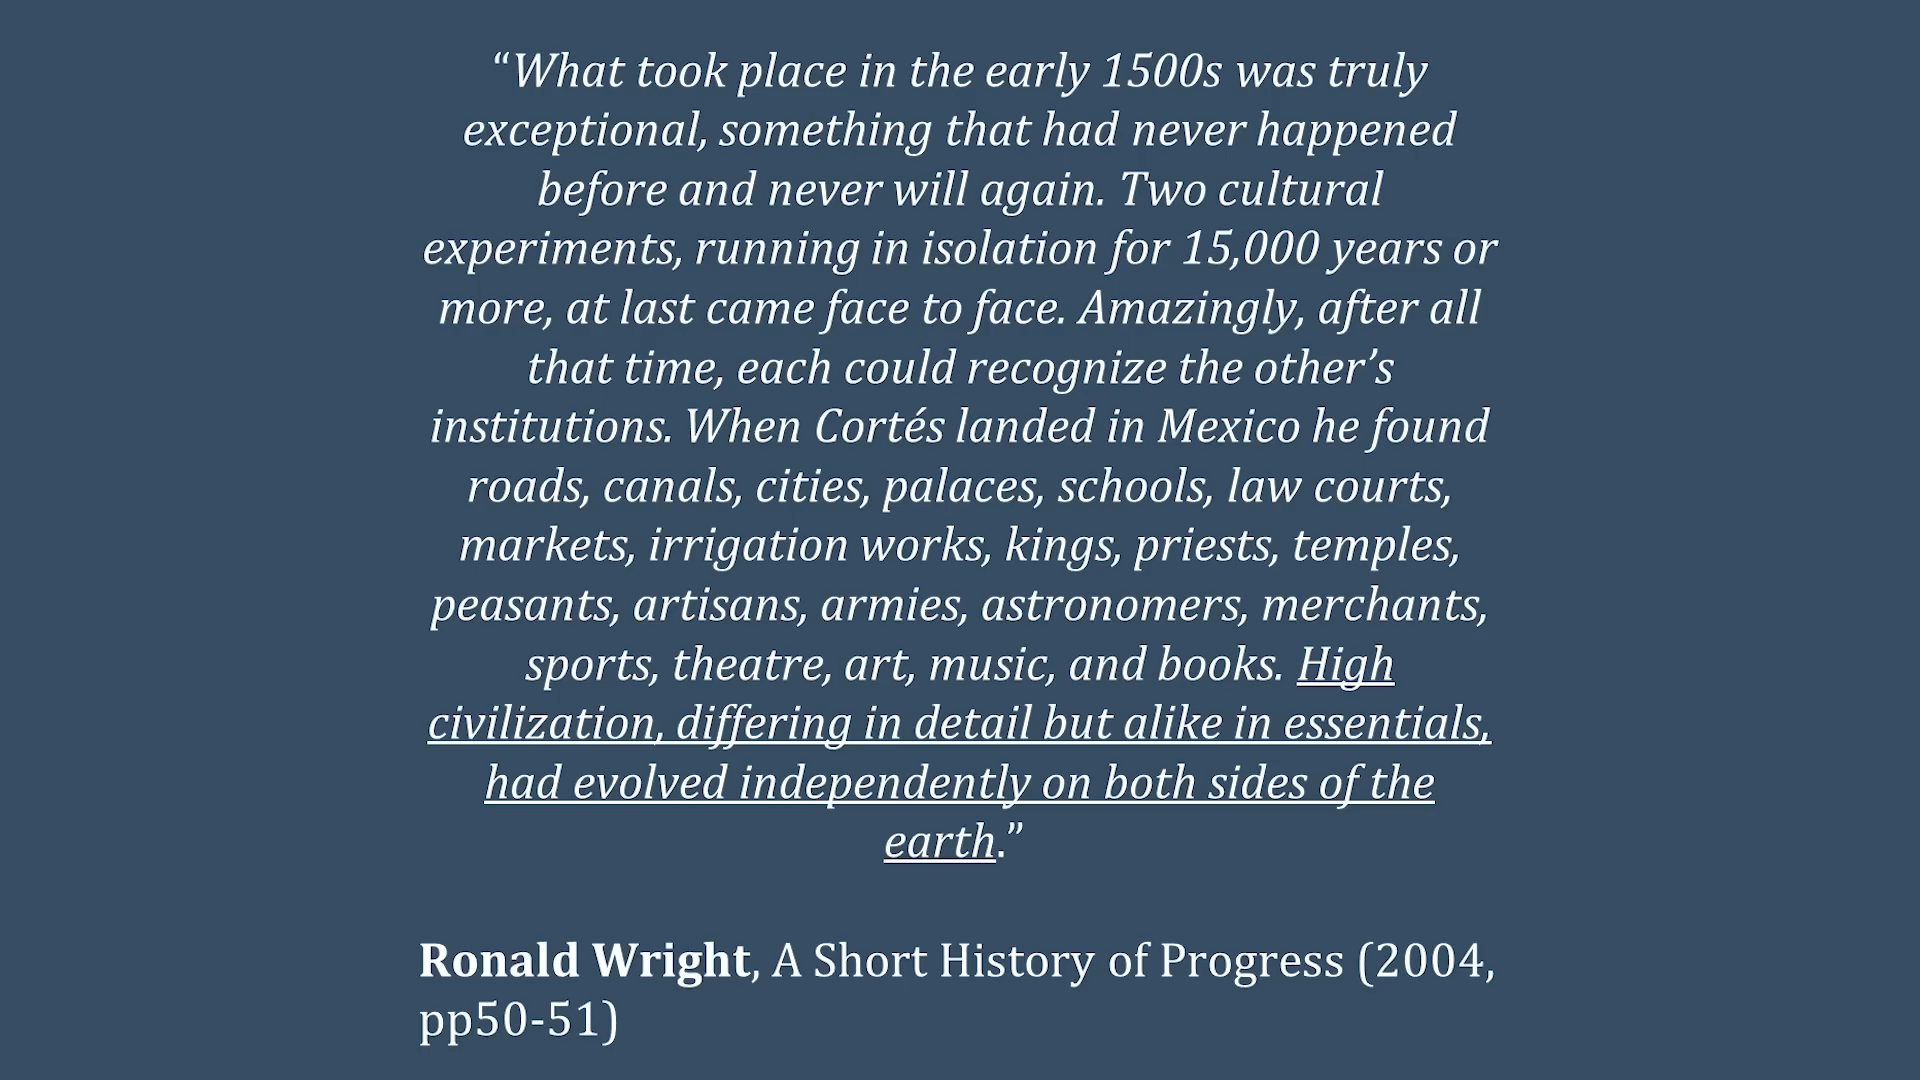 “What took place in the early 1500s was truly
exceptional, something that had never happened
before and never will again. Two cultural
experiments, running in isolation for 15,000 years or
more, at last came face to face. Amazingly, after all
that time, each could recognize the other’s
institutions. When Cortés landed in Mexico he found
roads, canals, cities, palaces, schools, law courts,
markets, irrigation works, kings, priests, temples,
peasants, artisans, armies, astronomers, merchants,
sports, theatre, art, music, and books. High
civilization, differing in detail but alike in essentials,
had evolved independently on both sides of the
earth.”
Ronald Wright, A Short History of Progress (2004,
pp50-51)